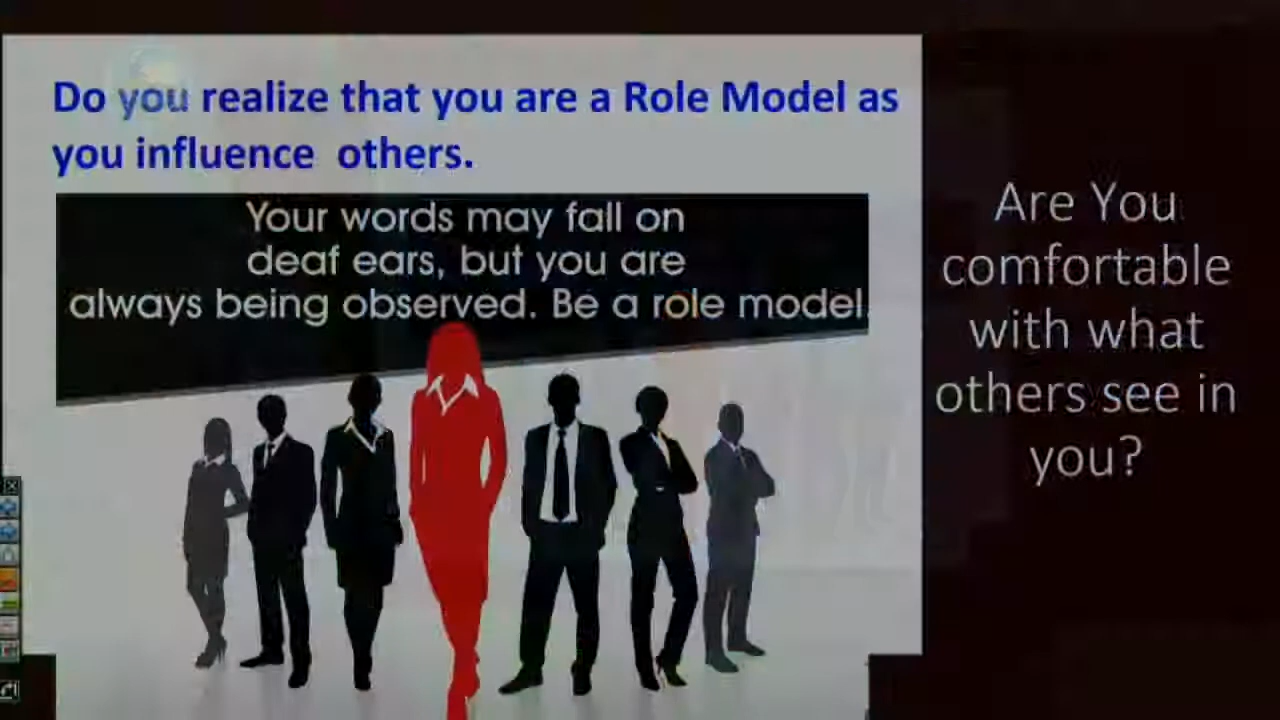 Do you realize that you are a Role Model as
you influence others.
Your words may fall on
deaf ears, but you are
always being observed. Be a role model
Are You
comfortable
with what
others see in
you?